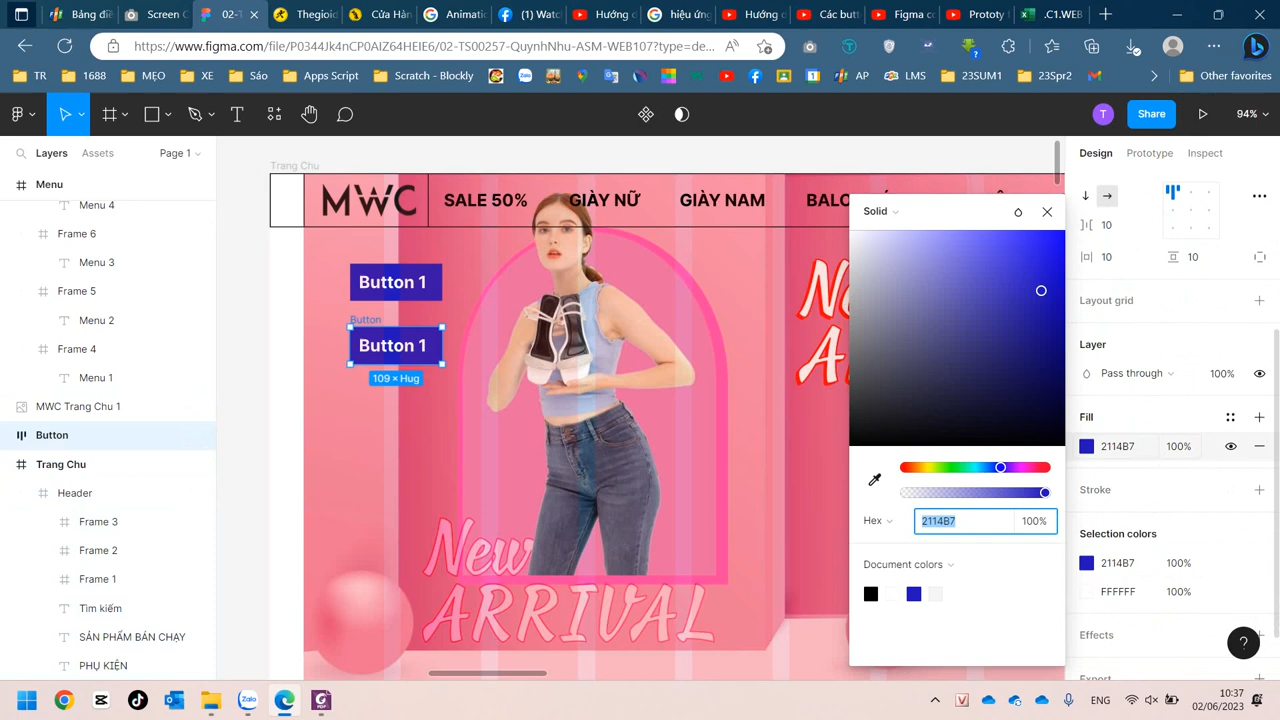 Bảng điể
Screen C
02-T
Thegioid
Cửa Hàn
Animatic
(1) Watc
Hướng d
hiệu ứng
Hướng d
Các butt
Figma co
Prototy
.C1.WEB
https://www.figma.com/file/P0344Jk4nCP0AIZ64HEIE6/02-TS00257-QuynhNhu-ASM-WEB107?type=de...
TR
1688
MẸO
XE
Sáo
Apps Script
Scratch - Blockly
AP
LMS
23SUM1
23Spr2
Other favorites
Share
94%
Layers
Assets
Page 1
Trang Chu
Design
Prototype
Inspect
Menu
Menu 4
Frame 6
Menu 3
Frame 5
Menu 2
Frame 4
Menu 1
MWC Trang Chu 1
Button
Trang Chu
Header
Frame 3
Frame 2
Frame 1
Tìm kiếm
SẢN PHẨM BÁN CHẠY
PHỤ KIỆN
MWC
SALE 50%
GIÀY NỮ
GIÀY NAM
BALO
Button 1
Button
Button 1
109 × Hug
New
ARRIVAL
Solid
Hex
2114B7
100%
Document colors
10
10
10
Layout grid
Layer
Pass through
100%
Fill
2114B7
100%
Stroke
Selection colors
2114B7
100%
FFFFFF
100%
Effects
Export
ENG
10:37
02/06/2023